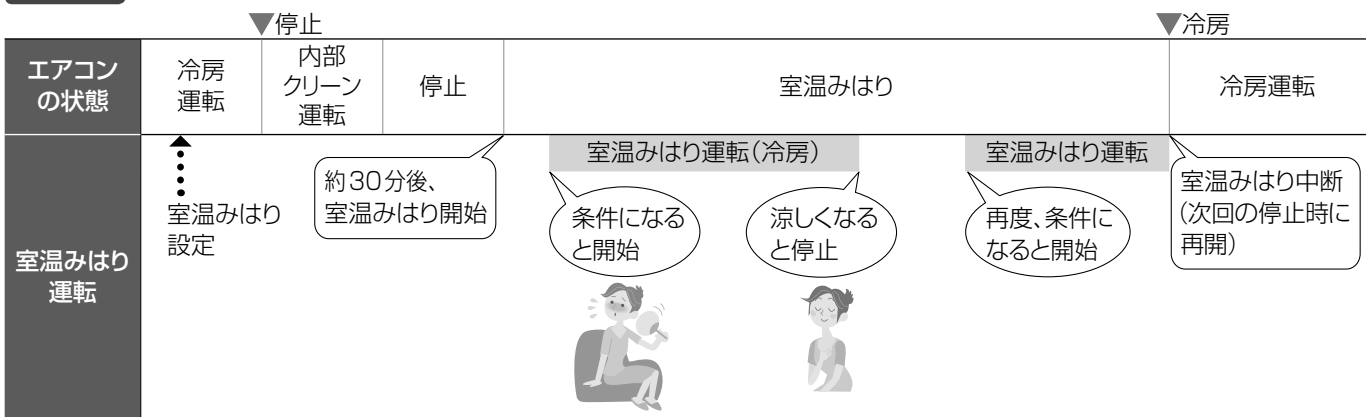 ▼停止
▼冷房
エアコン
の状態
冷房
運転
内部
クリーン
運転
停止
室温みはり
冷房運転
室温みはり
運転
室温みはり
設定
約30分後、
室温みはり開始
室温みはり運転(冷房)
条件になる
と開始
涼しくなる
と停止
室温みはり運転
再度、条件に
なると開始
室温みはり中断
(次回の停止時に
再開)